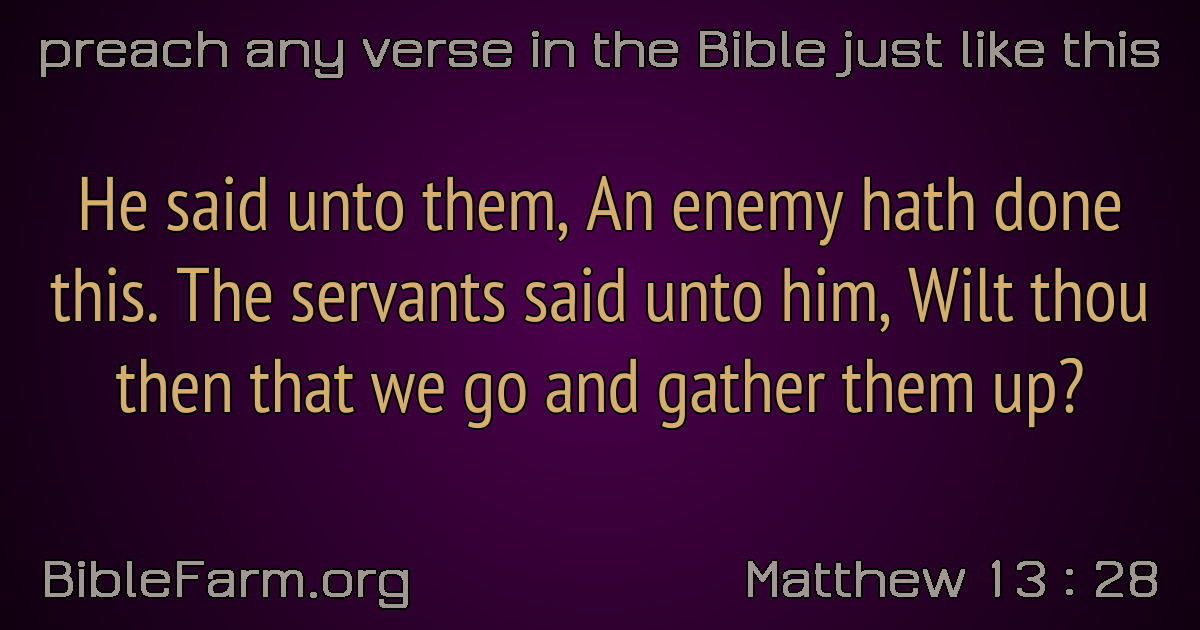 preach any verse in the Bible just like this
He said unto them, An enemy hath done
this. The servants said unto him, Wilt thou
then that we go and gather them up?
BibleFarm.org
Matthew 13 : 28